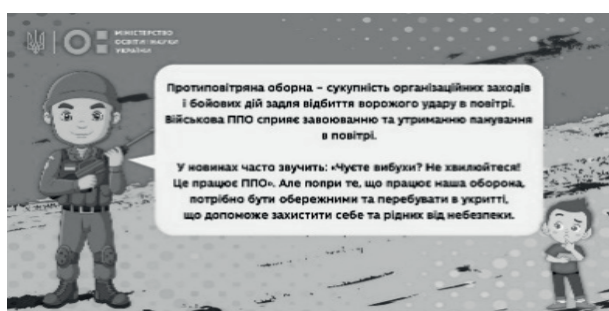 МІНІСТЕРСТВО
ОСВІТИ І НАУКИ
УКРАЇНИ
Протиповітряна оборна – сукупність організаційних заходів
і бойових дій задля відбиття ворожого удару в повітрі.
Військова ППО сприяє завоюванню та утриманню панування
в повітрі.
У новинах часто звучить: «Чуєте вибухи? Не хвилюйтеся!
Це працює ППО». Але попри те, що працює наша оборона,
потрібно бути обережними та перебувати в укритті,
що допоможе захистити себе та рідних від небезпеки.